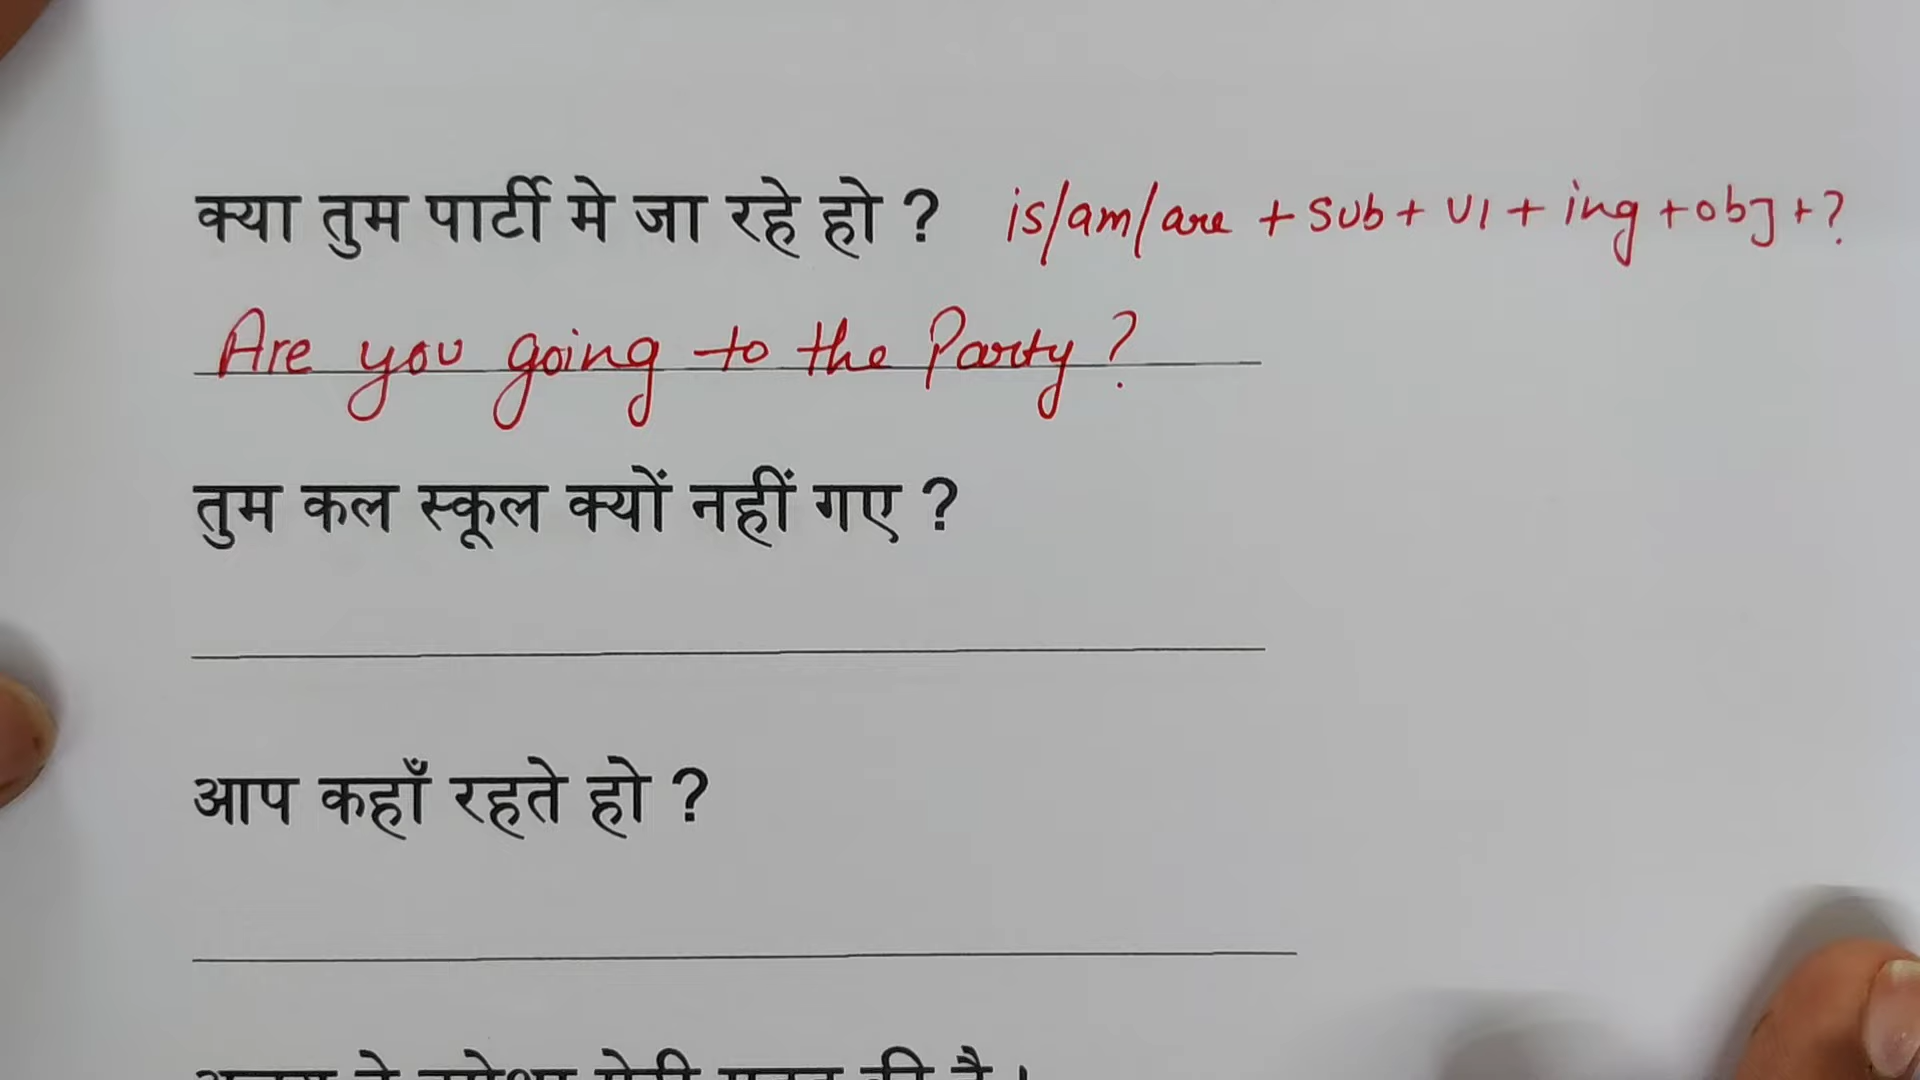 क्या तुम पार्टी मे जा रहे हो ? is/am/are + sub + v1 + ing + obj + ?
Are you going to the Party ?
तुम कल स्कूल क्यों नहीं गए ?
आप कहाँ रहते हो ?